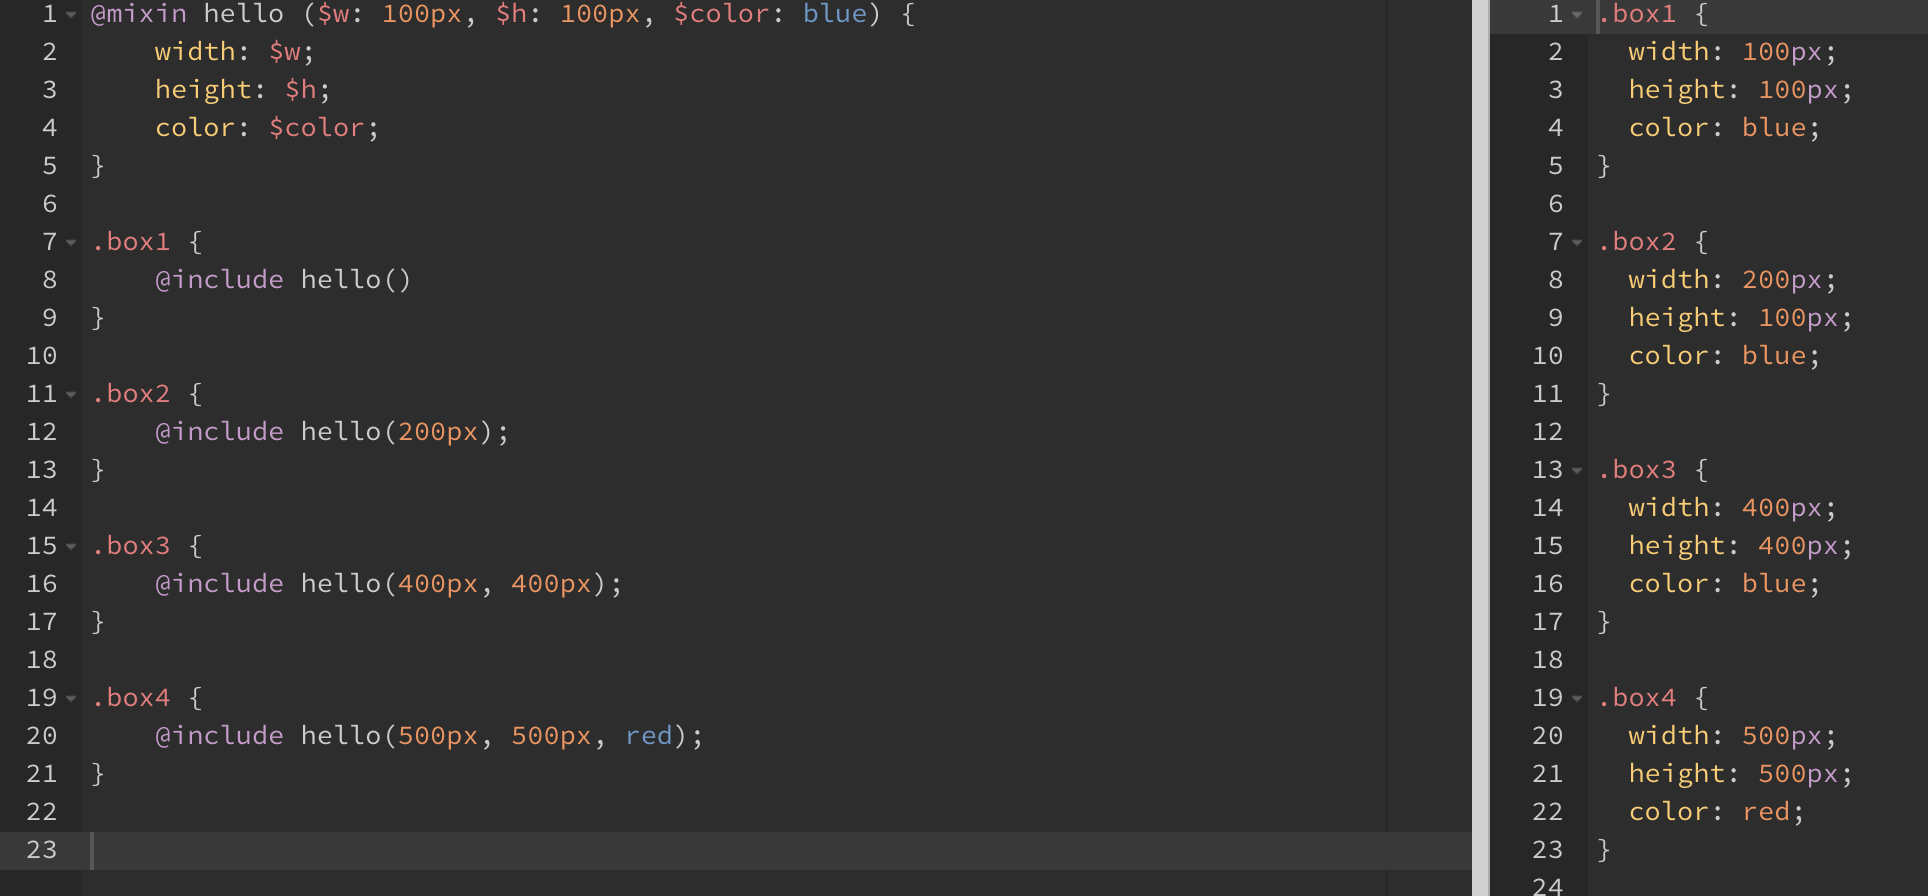 1 @mixin hello ($w: 100px, $h: 100px, $color: blue) {
2     width: $w;
3     height: $h;
4     color: $color;
5 }
6
7 .box1 {
8     @include hello()
9 }
10
11 .box2 {
12     @include hello(200px);
13 }
14
15 .box3 {
16     @include hello(400px, 400px);
17 }
18
19 .box4 {
20     @include hello(500px, 500px, red);
21 }
22
23
1 .box1 {
2   width: 100px;
3   height: 100px;
4   color: blue;
5 }
6
7 .box2 {
8   width: 200px;
9   height: 100px;
10   color: blue;
11 }
12
13 .box3 {
14   width: 400px;
15   height: 400px;
16   color: blue;
17 }
18
19 .box4 {
20   width: 500px;
21   height: 500px;
22   color: red;
23 }
24